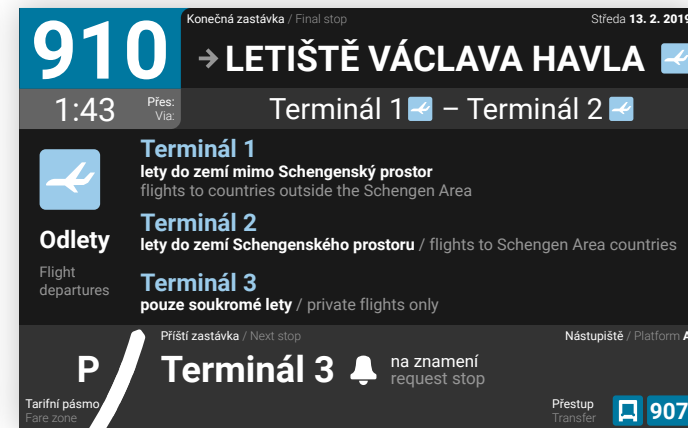 910
Konečná zastávka / Final stop
Středa 13. 2. 2019
→ LETIŠTĚ VÁCLAVA HAVLA
1:43
Přes:
Via:
Terminál 1 – Terminál 2
Odlety
Flight
departures
Terminál 1
lety do zemí mimo Schengenský prostor
flights to countries outside the Schengen Area
Terminál 2
lety do zemí Schengenského prostoru / flights to Schengen Area countries
Terminál 3
pouze soukromé lety / private flights only
P
Tarifní pásmo
Fare zone
Příští zastávka / Next stop
Nástupiště / Platform A
Terminál 3
na znamení
request stop
Přestup
Transfer
907